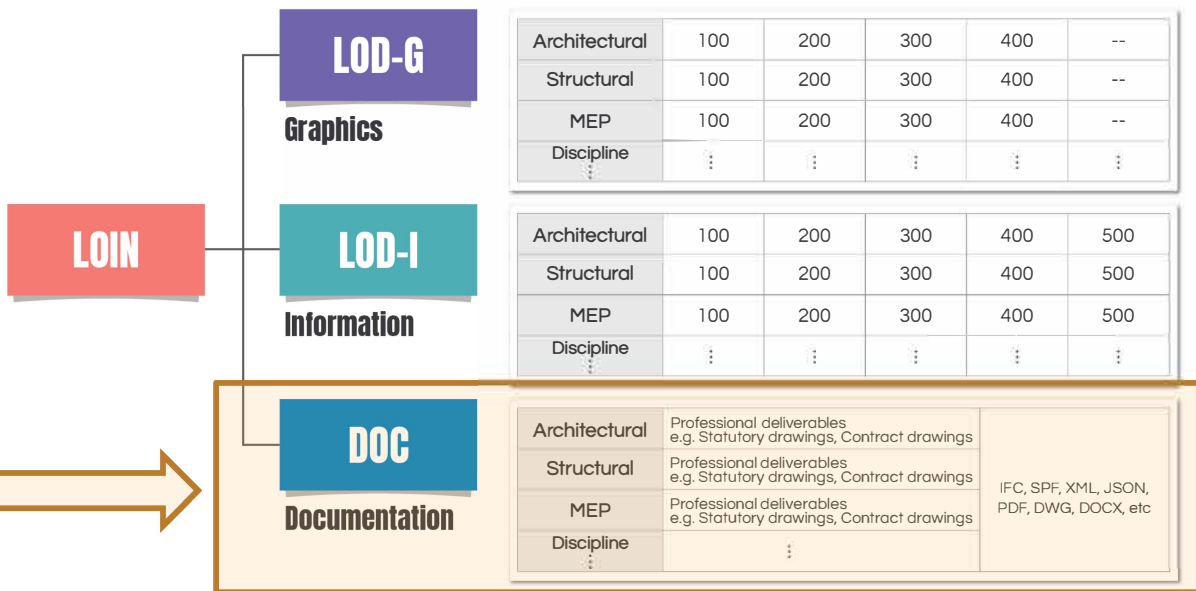 LOIN
LOD-G
Graphics
Architectural 100 200 300 400 --
Structural 100 200 300 400 --
MEP 100 200 300 400 --
Discipline
⋮ ⋮ ⋮ ⋮ ⋮ ⋮
LOD-I
Information
Architectural 100 200 300 400 500
Structural 100 200 300 400 500
MEP 100 200 300 400 500
Discipline
⋮ ⋮ ⋮ ⋮ ⋮ ⋮
DOC
Documentation
Architectural
Professional deliverables
e.g. Statutory drawings, Contract drawings
Structural
Professional deliverables
e.g. Statutory drawings, Contract drawings
MEP
Professional deliverables
e.g. Statutory drawings, Contract drawings
Discipline
⋮ ⋮
IFC, SPF, XML, JSON,
PDF, DWG, DOCX, etc